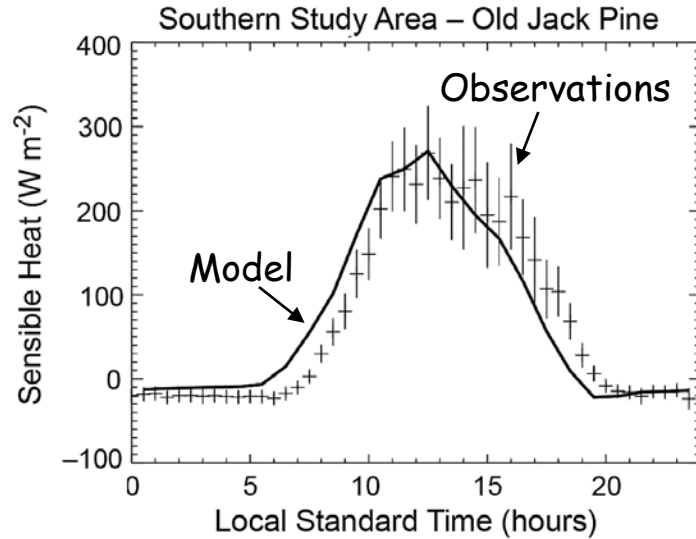 Southern Study Area – Old Jack Pine
400
300
200
100
0
–100
Sensible Heat (W m-2)
Observations
Model
0 5 10 15 20
Local Standard Time (hours)